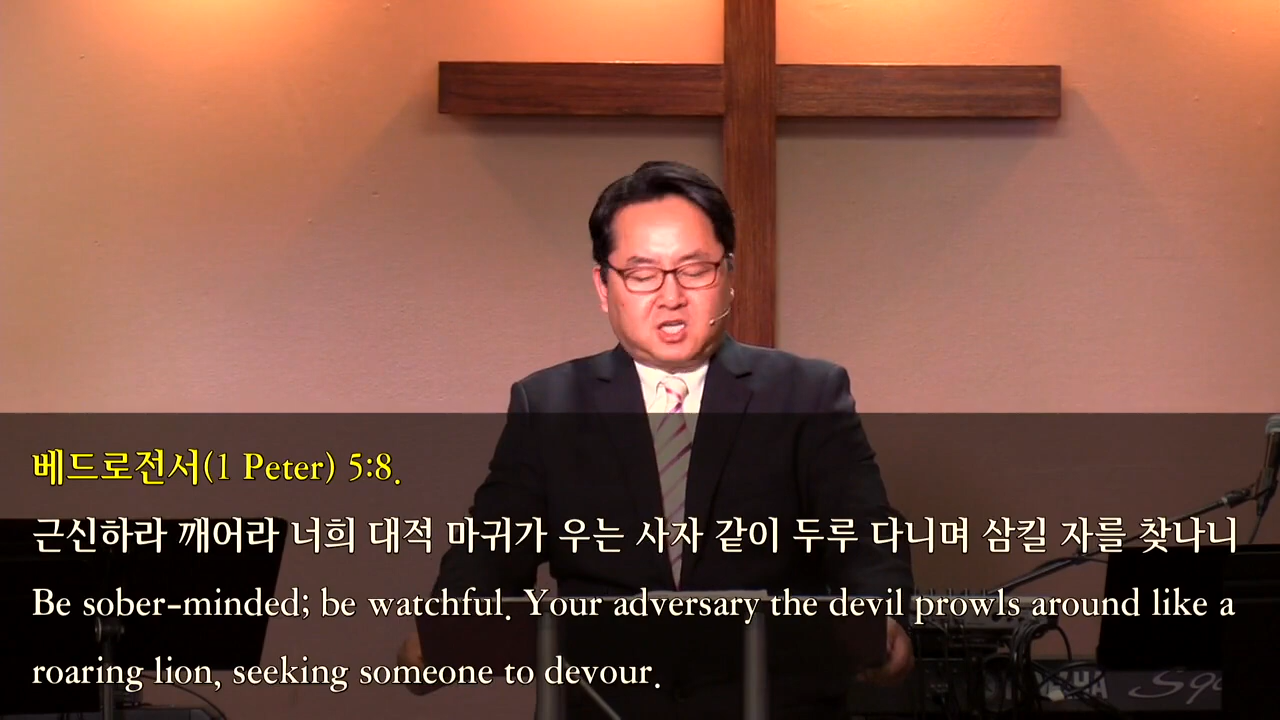 베드로전서(1 Peter) 5:8.
근신하라 깨어라 너희 대적 마귀가 우는 사자 같이 두루 다니며 삼킬 자를 찾나니
Be sober-minded; be watchful. Your adversary the devil prowls around like a
roaring lion, seeking someone to devour.